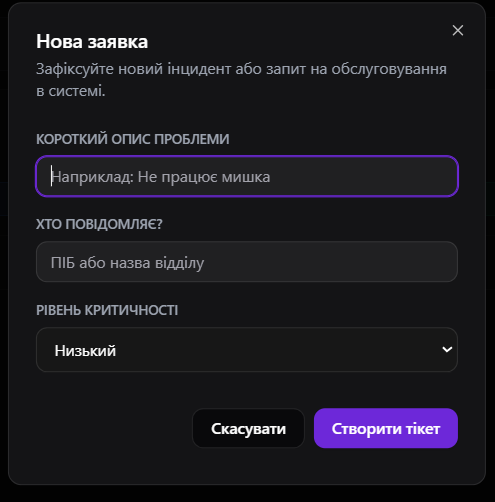 Нова заявка
Зафіксуйте новий інцидент або запит на обслуговування
в системі.
КОРОТКИЙ ОПИС ПРОБЛЕМИ
Наприклад: Не працює мишка
ХТО ПОВІДОМЛЯЄ?
ПІБ або назва відділу
РІВЕНЬ КРИТИЧНОСТІ
Низький
Скасувати
Створити тікет